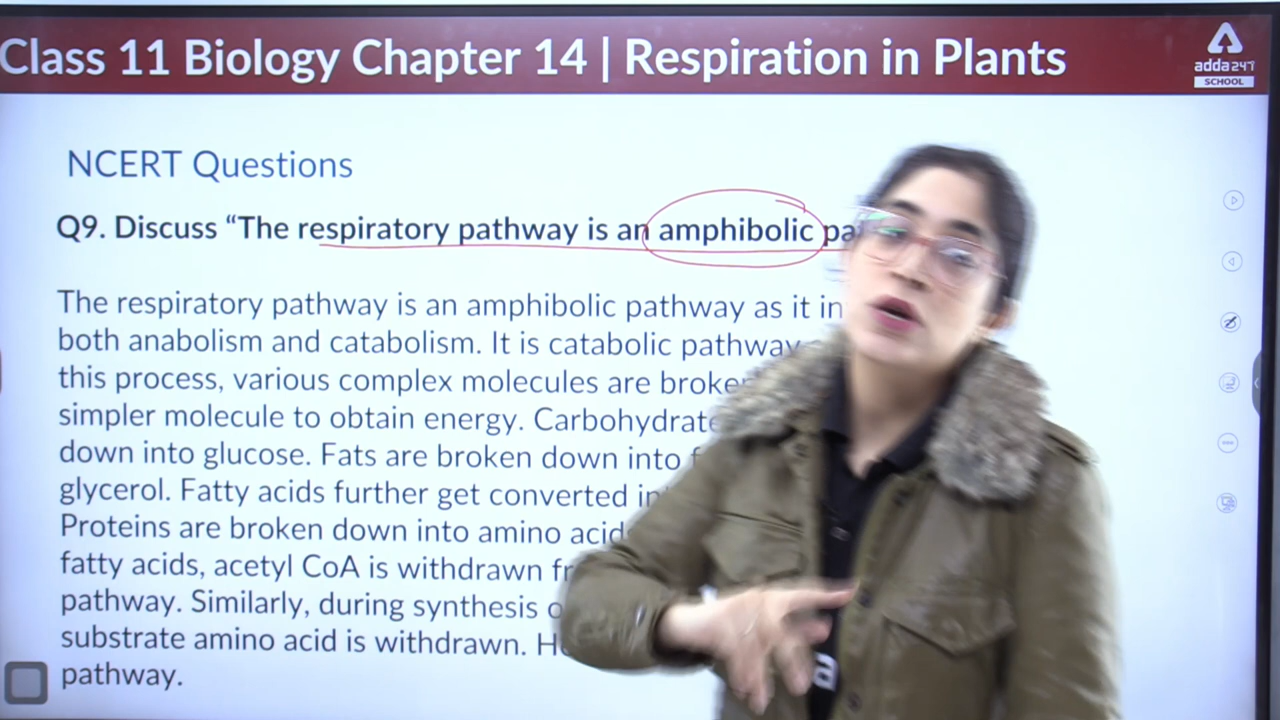 Class 11 Biology Chapter 14 | Respiration in Plants
adda247
SCHOOL
NCERT Questions
Q9. Discuss “The respiratory pathway is an amphibolic
The respiratory pathway is an amphibolic pathway as it
both anabolism and catabolism. It is catabolic pathway
this process, various complex molecules are
simpler molecule to obtain energy.
down into glucose. Fats are broken down into
glycerol. Fatty acids further get converted
Proteins are broken down into amino
fatty acids, acetyl CoA is withdrawn
pathway. Similarly, during synthesis
substrate amino acid is withdrawn.
pathway.
a